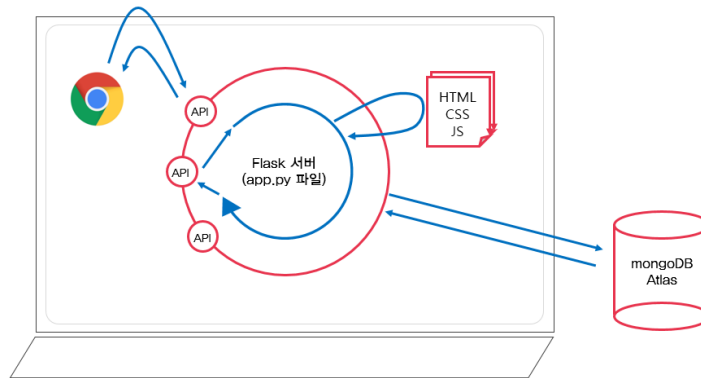 API
HTML
CSS
JS
Flask 서버
(app.py 파일)
API
API
mongoDB
Atlas